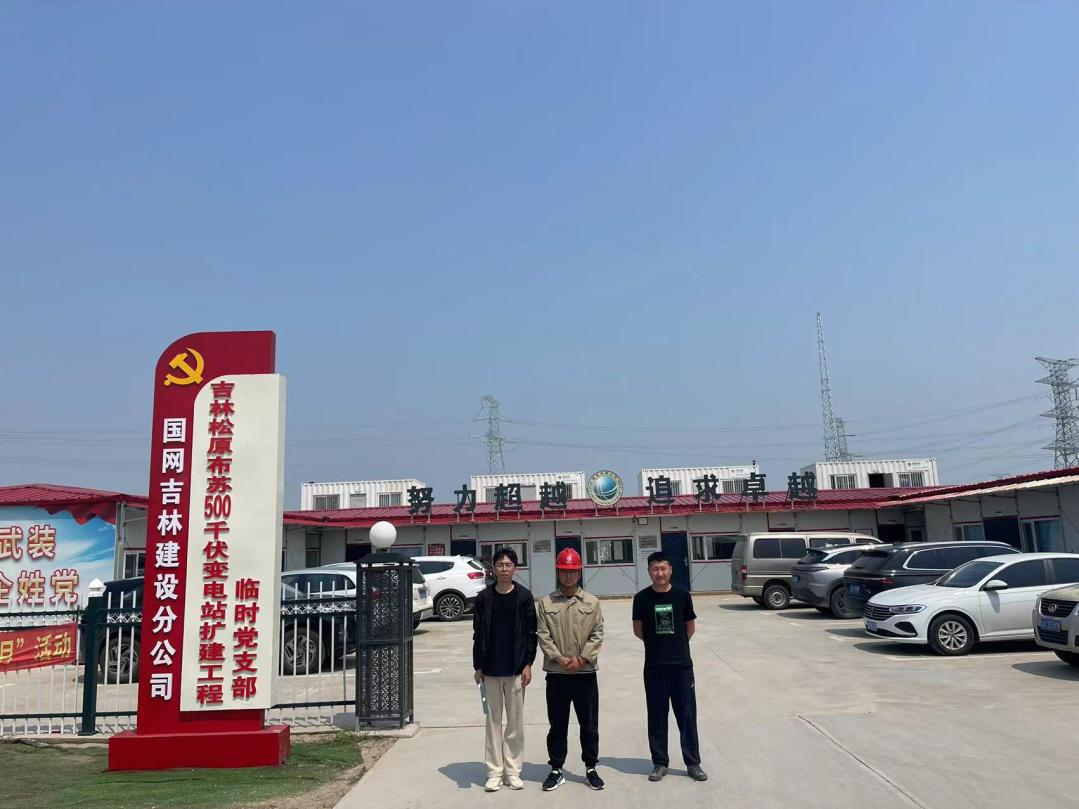 国网吉林建设分公司
吉林松原布苏500千伏变电站扩建工程
临时党支部
努力超越 追求卓越
武装
企姓党
日”活动